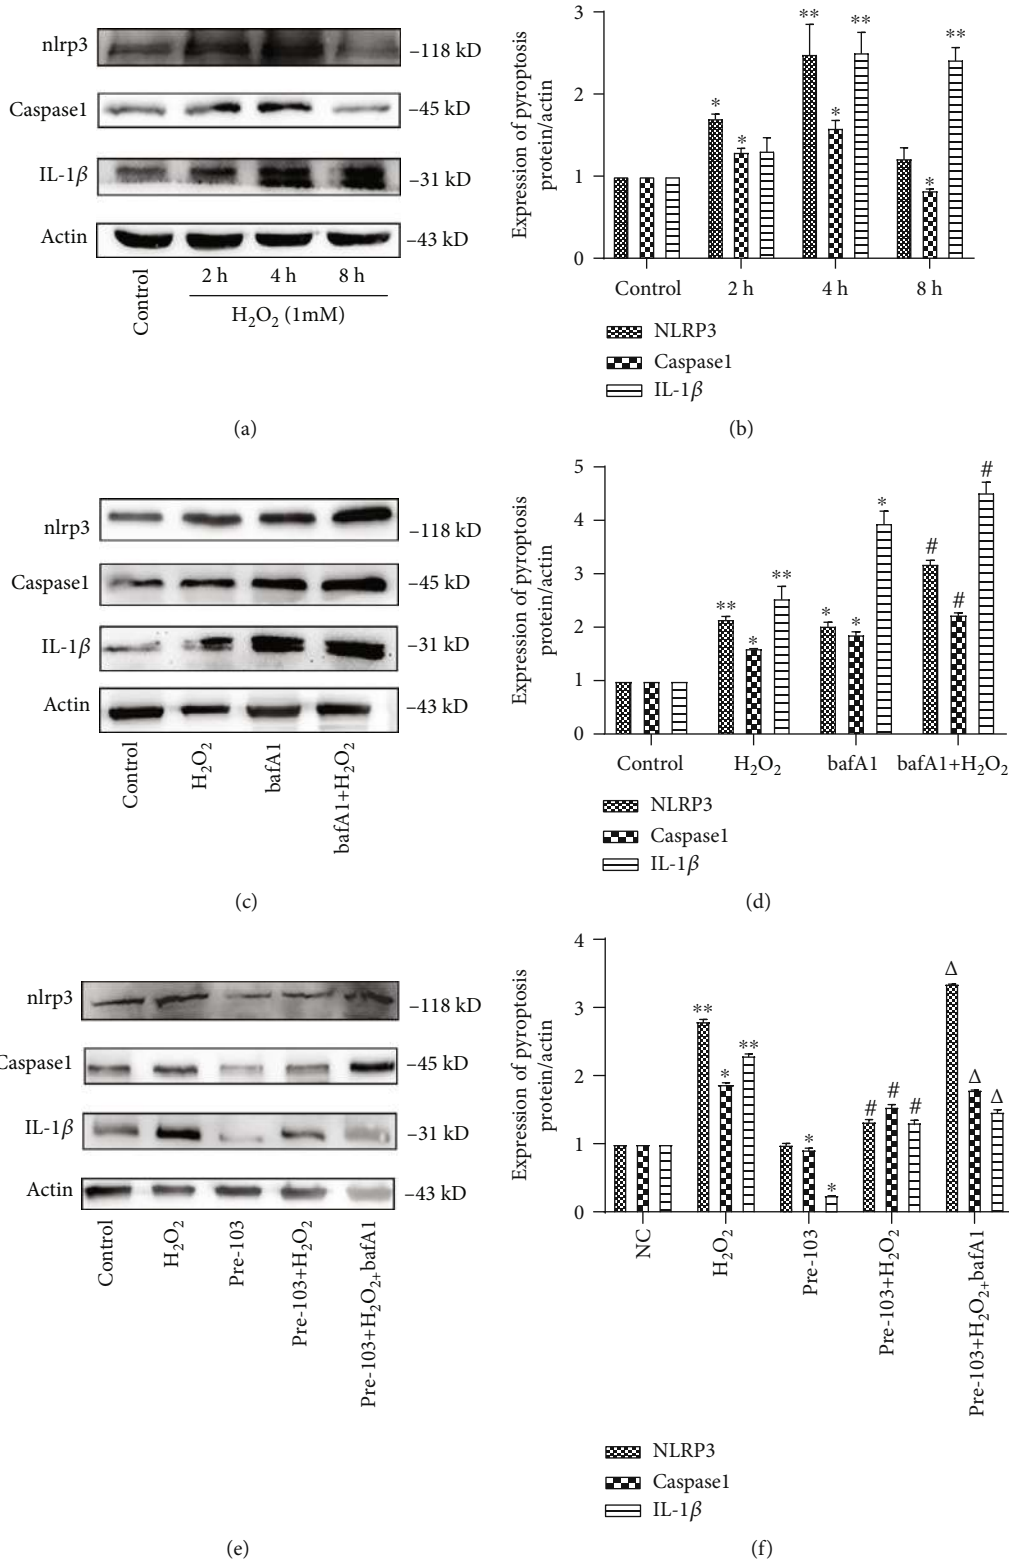 nlrp3
–118 kD
Caspase1
–45 kD
IL-1β
–31 kD
Actin
–43 kD
Control
2 h
4 h
8 h
H₂O₂ (1mM)
(a)
Expression of pyroptosis
protein/actin
3
2
1
0
*
*
**
*
**
*
**
Control
2 h
4 h
8 h
NLRP3
Caspase1
IL-1β
(b)
nlrp3
–118 kD
Caspase1
–45 kD
IL-1β
–31 kD
Actin
–43 kD
Control
H₂O₂
bafA1
bafA1+H₂O₂
(c)
Expression of pyroptosis
protein/actin
5
4
3
2
1
0
**
*
**
*
*
*
#
#
#
Control
H₂O₂
bafA1
bafA1+H₂O₂
NLRP3
Caspase1
IL-1β
(d)
nlrp3
–118 kD
Caspase1
–45 kD
IL-1β
–31 kD
Actin
–43 kD
Control
H₂O₂
Pre-103
Pre-103+H₂O₂
Pre-103+H₂O₂₊bafA1
(e)
Expression of pyroptosis
protein/actin
4
3
2
1
0
**
*
**
*
*
#
#
#
Δ
Δ
Δ
NC
H₂O₂
Pre-103
Pre-103+H₂O₂
Pre-103+H₂O₂₊bafA1
NLRP3
Caspase1
IL-1β
(f)